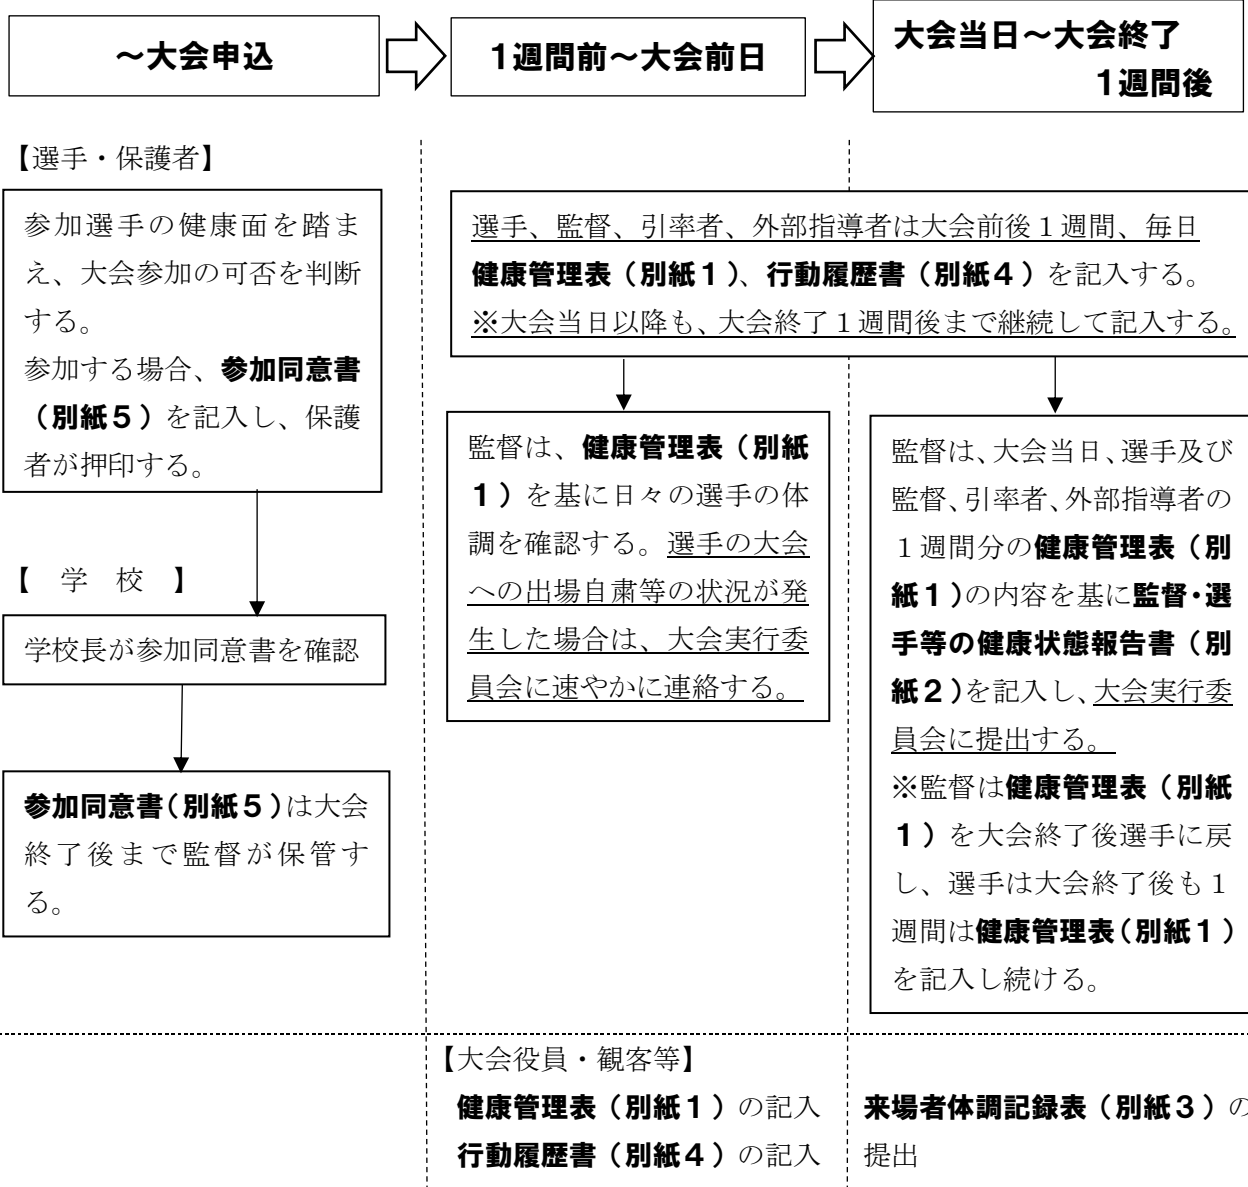 ～大会申込
1週間前～大会前日
大会当日～大会終了
1週間後
【選手・保護者】
参加選手の健康面を踏ま
え、大会参加の可否を判断
する。
参加する場合、参加同意書
（別紙５）を記入し、保護
者が押印する。
【　学　校　】
学校長が参加同意書を確認
参加同意書（別紙５）は大会
終了後まで監督が保管す
る。
選手、監督、引率者、外部指導者は大会前後１週間、毎日
健康管理表（別紙１）、行動履歴書（別紙４）を記入する。
※大会当日以降も、大会終了１週間後まで継続して記入する。
監督は、健康管理表（別紙
１）を基に日々の選手の体
調を確認する。選手の大会
への出場自粛等の状況が発
生した場合は、大会実行委
員会に速やかに連絡する。
監督は、大会当日、選手及び
監督、引率者、外部指導者の
１週間分の健康管理表（別
紙１）の内容を基に監督・選
手等の健康状態報告書（別
紙２）を記入し、大会実行委
員会に提出する。
※監督は健康管理表（別紙
１）を大会終了後選手に戻
し、選手は大会終了後も１
週間は健康管理表（別紙１）
を記入し続ける。
【大会役員・観客等】
健康管理表（別紙１）の記入
行動履歴書（別紙４）の記入
来場者体調記録表（別紙３）の
提出